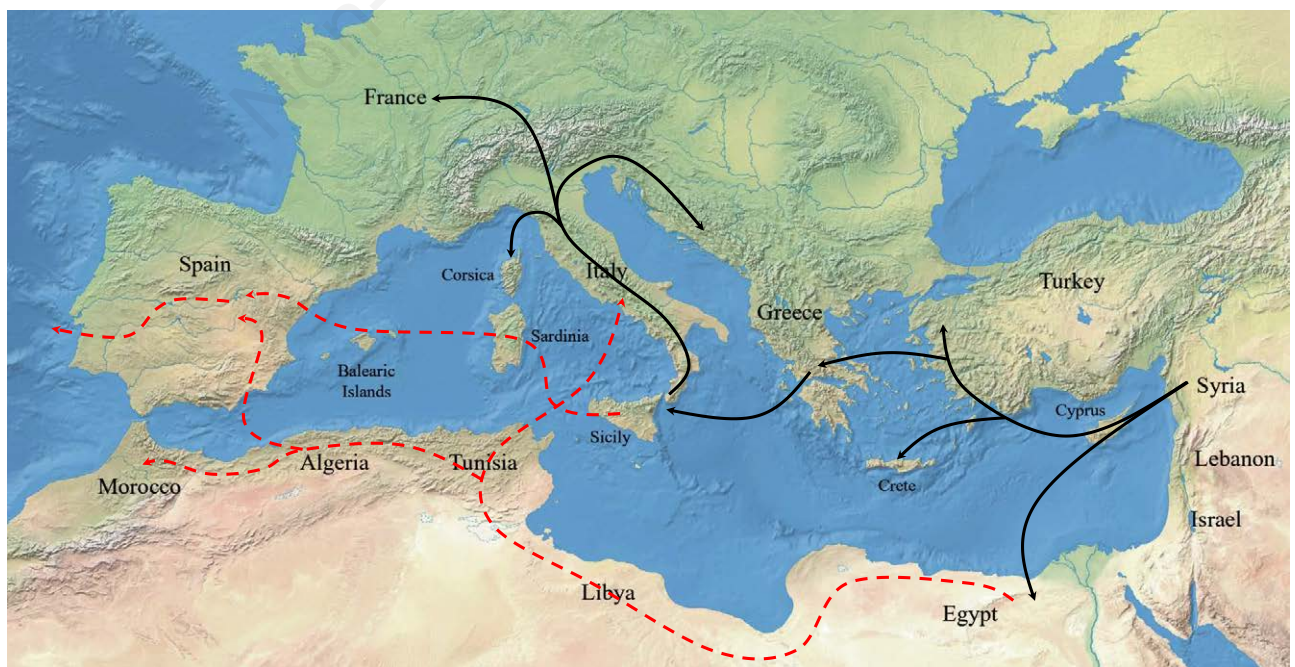 France
Spain
Corsica
Italy
Turkey
Greece
Sardinia
Balearic
Islands
Cyprus
Syria
Sicily
Algeria
Tunisia
Morocco
Crete
Lebanon
Israel
Libya
Egypt